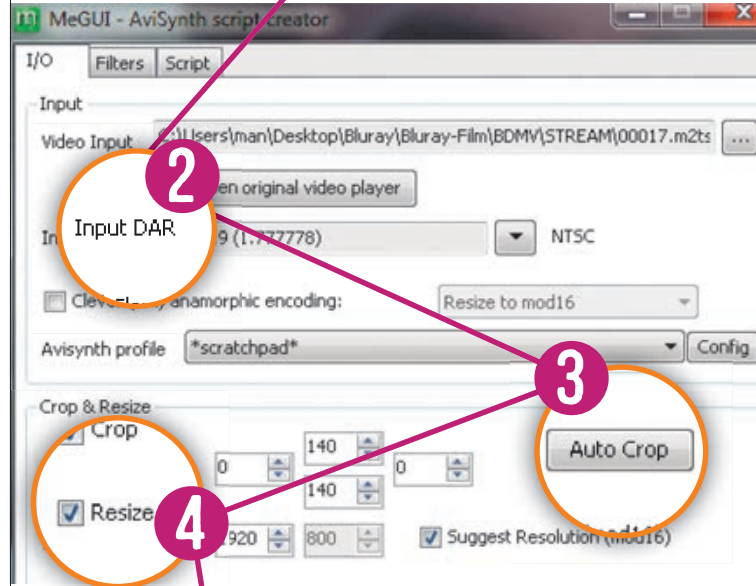 MeGUI - AviSynth script creator
I/O Filters Script
Input
Video Input C:\Users\man\Desktop\Bluray\Bluray-Film\BDMV\STREAM\00017.m2ts ...
2
original video player
Input DAR
9 (1.777778) NTSC
anamorphic encoding: Resize to mod16
Avisynth profile *scratchpad* Config
3
Crop & Resize
Crop
140
Auto Crop
0 0
140
Resize
4
1920 800 Suggest Resolution (mod16)